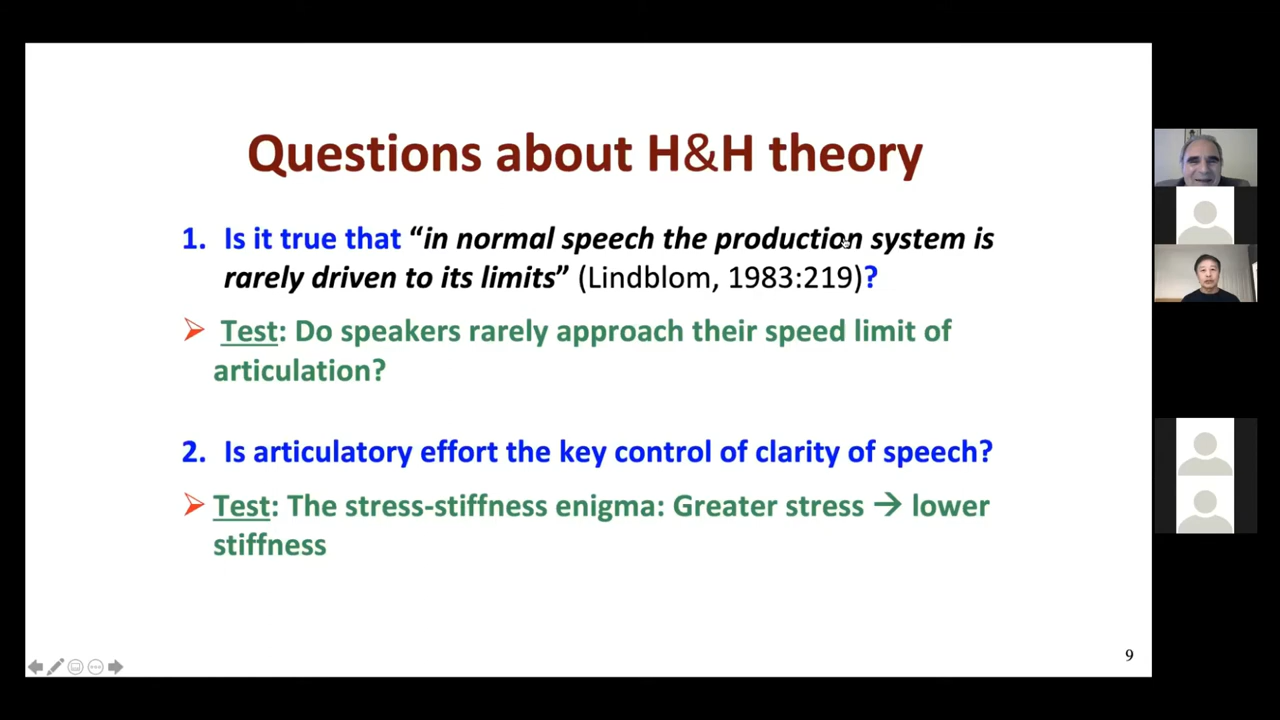 Questions about H&H theory
1. Is it true that “in normal speech the production system is
rarely driven to its limits” (Lindblom, 1983:219)?
➢ Test: Do speakers rarely approach their speed limit of
articulation?
2. Is articulatory effort the key control of clarity of speech?
➢ Test: The stress-stiffness enigma: Greater stress → lower
stiffness
9